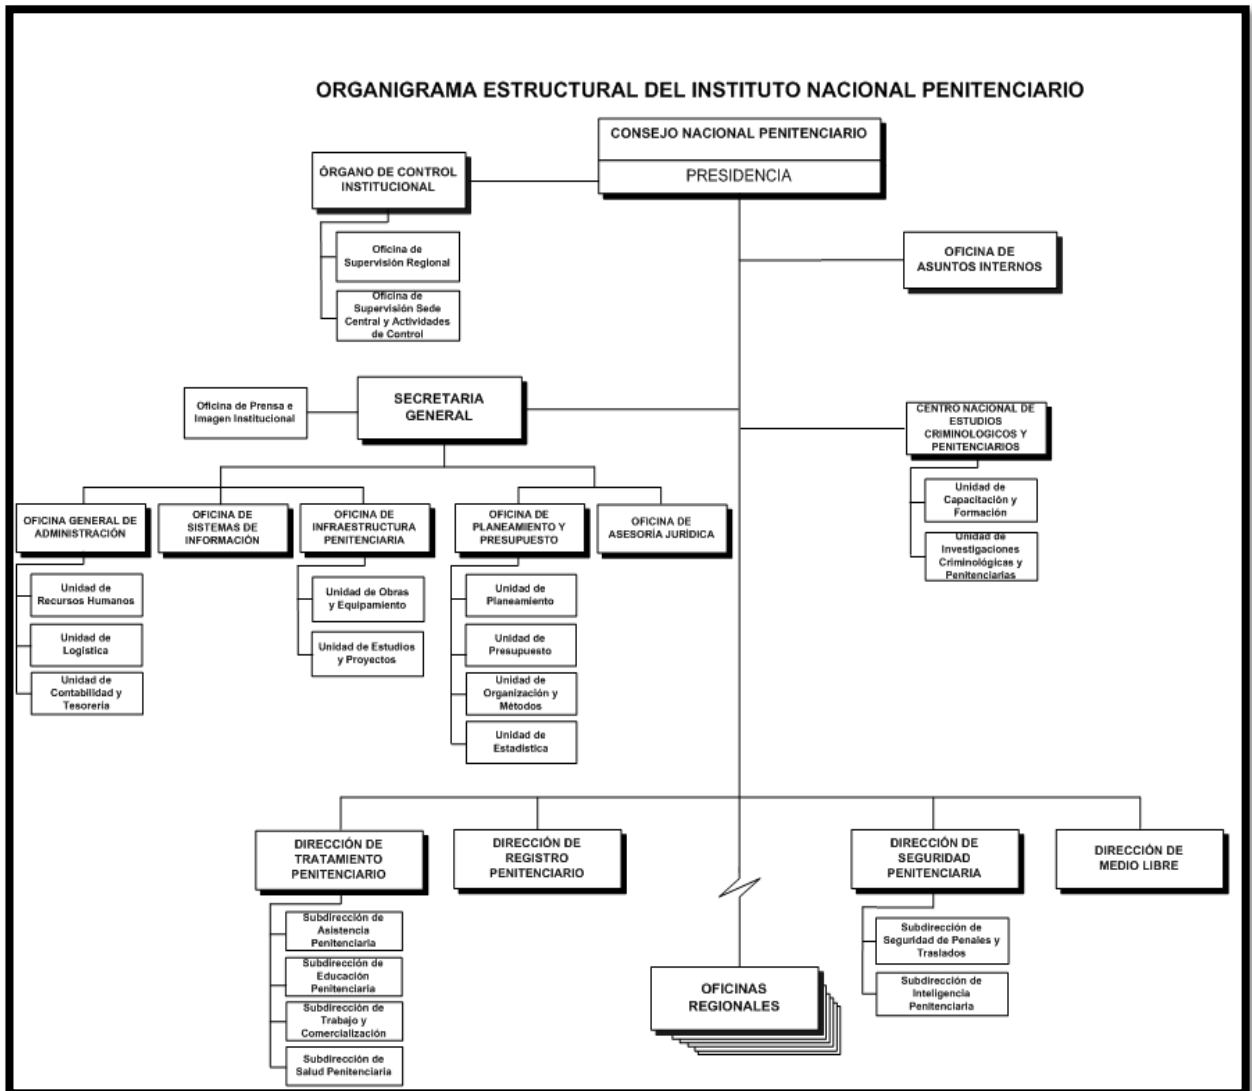 ORGANIGRAMA ESTRUCTURAL DEL INSTITUTO NACIONAL PENITENCIARIO
CONSEJO NACIONAL PENITENCIARIO
PRESIDENCIA
ÓRGANO DE CONTROL
INSTITUCIONAL
Oficina de
Supervisión Regional
Oficina de
Supervisión Sede
Central y Actividades
de Control
OFICINA DE
ASUNTOS INTERNOS
Oficina de Prensa e
Imagen Institucional
SECRETARIA
GENERAL
CENTRO NACIONAL DE
ESTUDIOS
CRIMINOLOGICOS Y
PENITENCIARIOS
Unidad de
Capacitación y
Formación
Unidad de
Investigaciones
Criminológicas y
Penitenciarias
OFICINA GENERAL DE
ADMINISTRACIÓN
Unidad de
Recursos Humanos
Unidad de
Logística
Unidad de
Contabilidad y
Tesorería
OFICINA DE
SISTEMAS DE
INFORMACIÓN
OFICINA DE
INFRAESTRUCTURA
PENITENCIARIA
Unidad de Obras
y Equipamiento
Unidad de Estudios
y Proyectos
OFICINA DE
PLANEAMIENTO Y
PRESUPUESTO
Unidad de
Planeamiento
Unidad de
Presupuesto
Unidad de
Organización y
Métodos
Unidad de
Estadística
OFICINA DE
ASESORÍA JURÍDICA
DIRECCIÓN DE
TRATAMIENTO
PENITENCIARIO
Subdirección de
Asistencia
Penitenciaria
Subdirección de
Educación
Penitenciaria
Subdirección de
Trabajo y
Comercialización
Subdirección de
Salud Penitenciaria
DIRECCIÓN DE
REGISTRO
PENITENCIARIO
OFICINAS
REGIONALES
DIRECCIÓN DE
SEGURIDAD
PENITENCIARIA
Subdirección de
Seguridad de Penales y
Traslados
Subdirección de
Inteligencia
Penitenciaria
DIRECCIÓN DE
MEDIO LIBRE